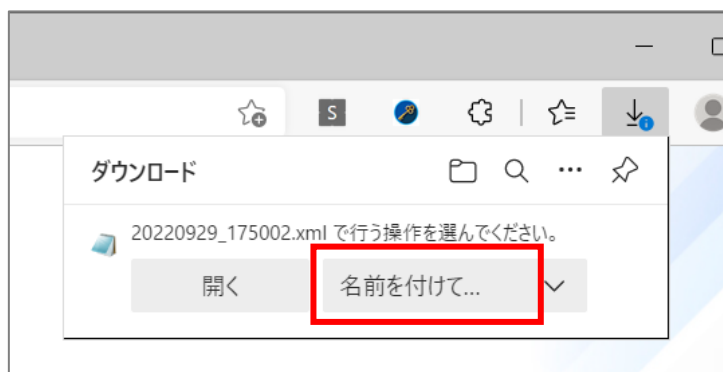 S
ダウンロード
20220929_175002.xml で行う操作を選んでください。
開く 名前を付けて...